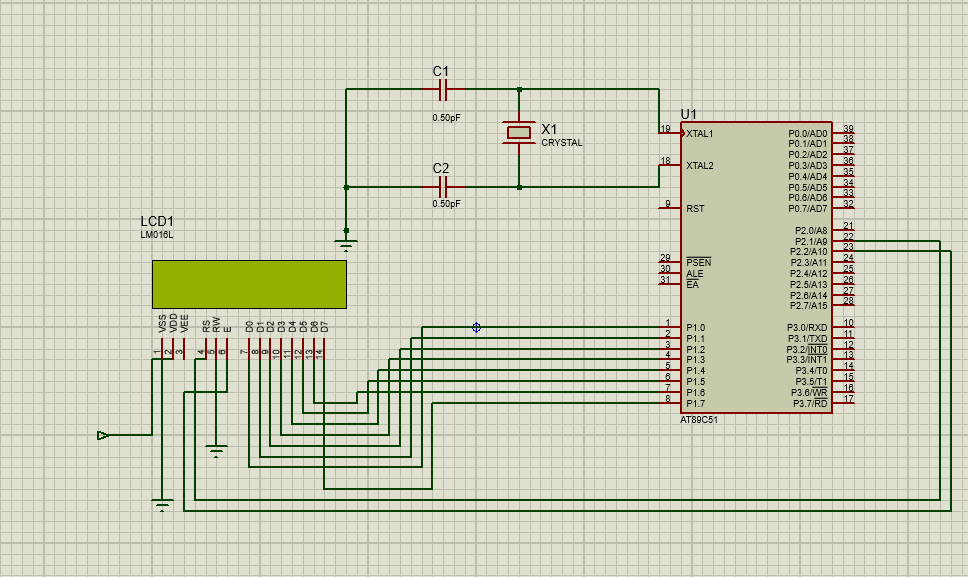 C1
0.50pF
X1
CRYSTAL
C2
0.50pF
LCD1
LM016L
VSS
VDD
VEE
RS
RW
E
D0
D1
D2
D3
D4
D5
D6
D7
1
2
3
4
5
6
7
8
9
10
11
12
13
14
U1
19 XTAL1
18 XTAL2
9 RST
29 PSEN
30 ALE
31 EA
1 P1.0
2 P1.1
3 P1.2
4 P1.3
5 P1.4
6 P1.5
7 P1.6
8 P1.7
P0.0/AD0 39
P0.1/AD1 38
P0.2/AD2 37
P0.3/AD3 36
P0.4/AD4 35
P0.5/AD5 34
P0.6/AD6 33
P0.7/AD7 32
P2.0/A8 21
P2.1/A9 22
P2.2/A10 23
P2.3/A11 24
P2.4/A12 25
P2.5/A13 26
P2.6/A14 27
P2.7/A15 28
P3.0/RXD 10
P3.1/TXD 11
P3.2/INT0 12
P3.3/INT1 13
P3.4/T0 14
P3.5/T1 15
P3.6/WR 16
P3.7/RD 17
AT89C51